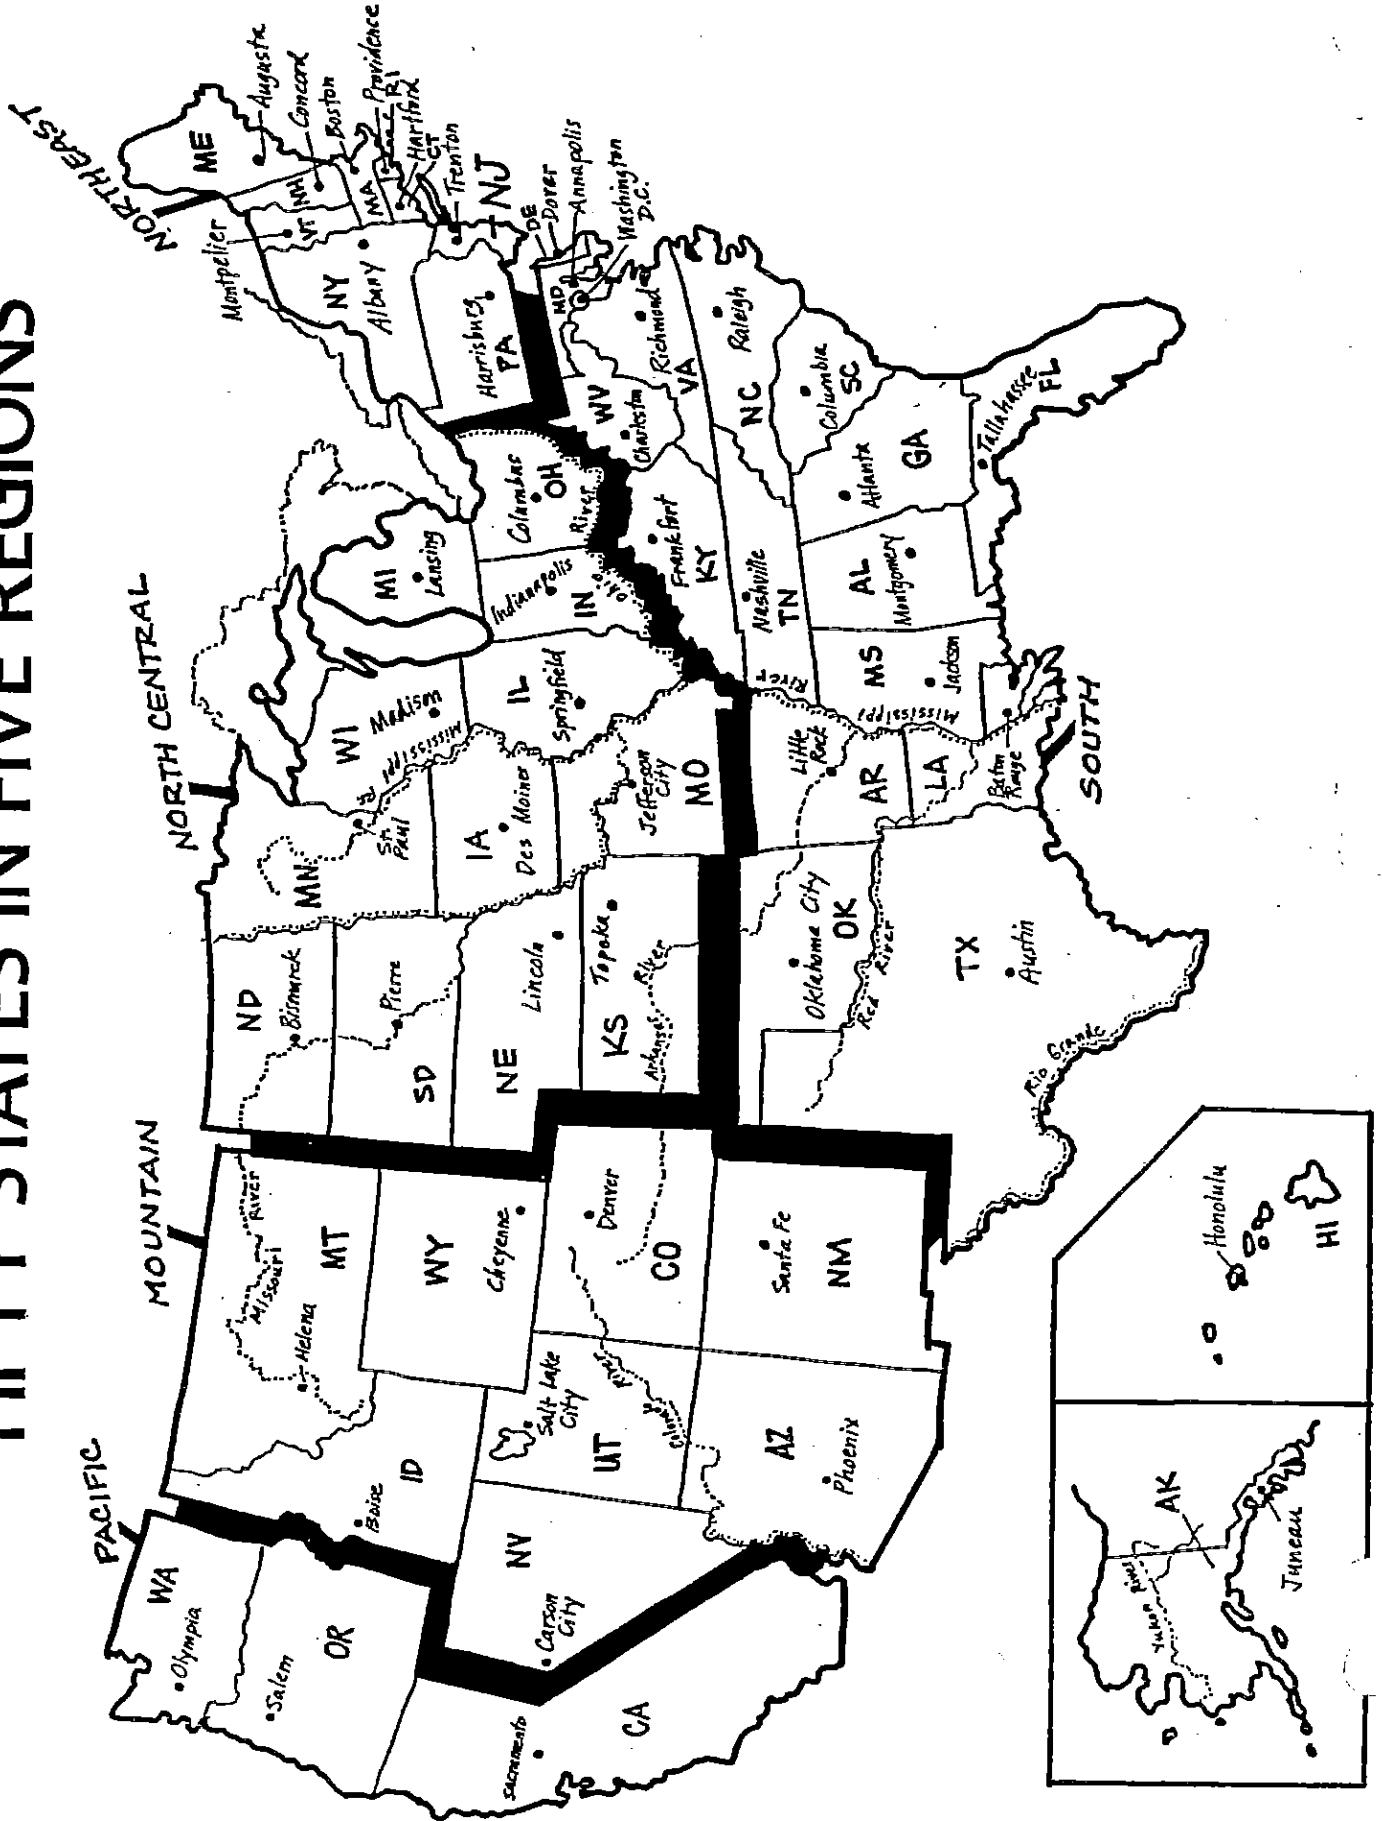 FIFTY STATES IN FIVE REGIONS
PACIFIC
MOUNTAIN
NORTH CENTRAL
NORTHEAST
SOUTH
WA
Olympia
OR
Salem
CA
Sacramento
NV
Carson
City
ID
Boise
MT
Helena
Missouri
River
WY
Cheyenne
UT
Salt Lake
City
Colorado
River
CO
Denver
AZ
Phoenix
NM
Santa Fe
ND
Bismarck
SD
Pierre
NE
Lincoln
KS
Topeka
Arkansas
River
MN
St.
Paul
IA
Des Moines
MO
Jefferson
City
WI
Madison
Mississippi
R.
IL
Springfield
MI
Lansing
IN
Indianapolis
OH
Columbus
Ohio
River
OK
Oklahoma City
Red
River
TX
Austin
Rio Grande
AR
Little
Rock
LA
Baton
Rouge
MS
Jackson
Mississippi
River
AL
Montgomery
TN
Nashville
KY
Frankfort
GA
Atlanta
FL
Tallahassee
SC
Columbia
NC
Raleigh
VA
Richmond
WV
Charleston
MD
Annapolis
Washington
D.C.
DE
Dover
PA
Harrisburg
NJ
Trenton
NY
Albany
CT
Hartford
RI
Providence
MA
Boston
VT
Montpelier
NH
Concord
ME
Augusta
AK
Juneau
Yukon River
HI
Honolulu